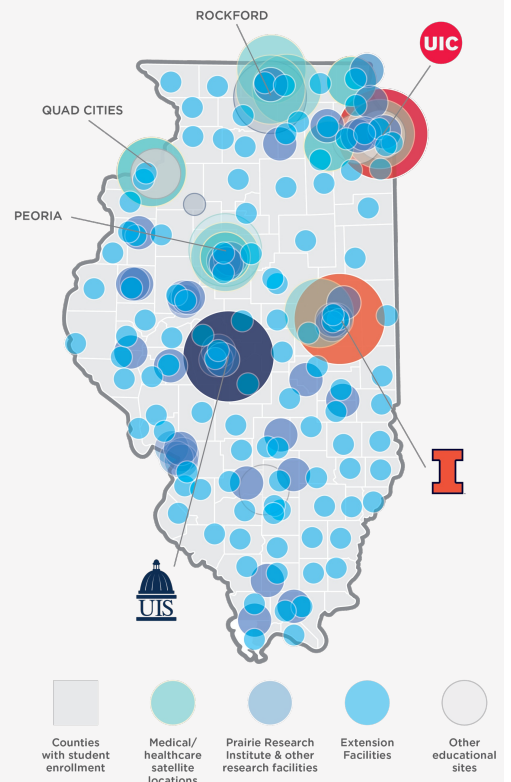 ROCKFORD
UIC
QUAD CITIES
PEORIA
I
UIS
Counties
with student
enrollment
Medical/
healthcare
satellite
locations
Prairie Research
Institute & other
research facilities
Extension
Facilities
Other
educational
sites